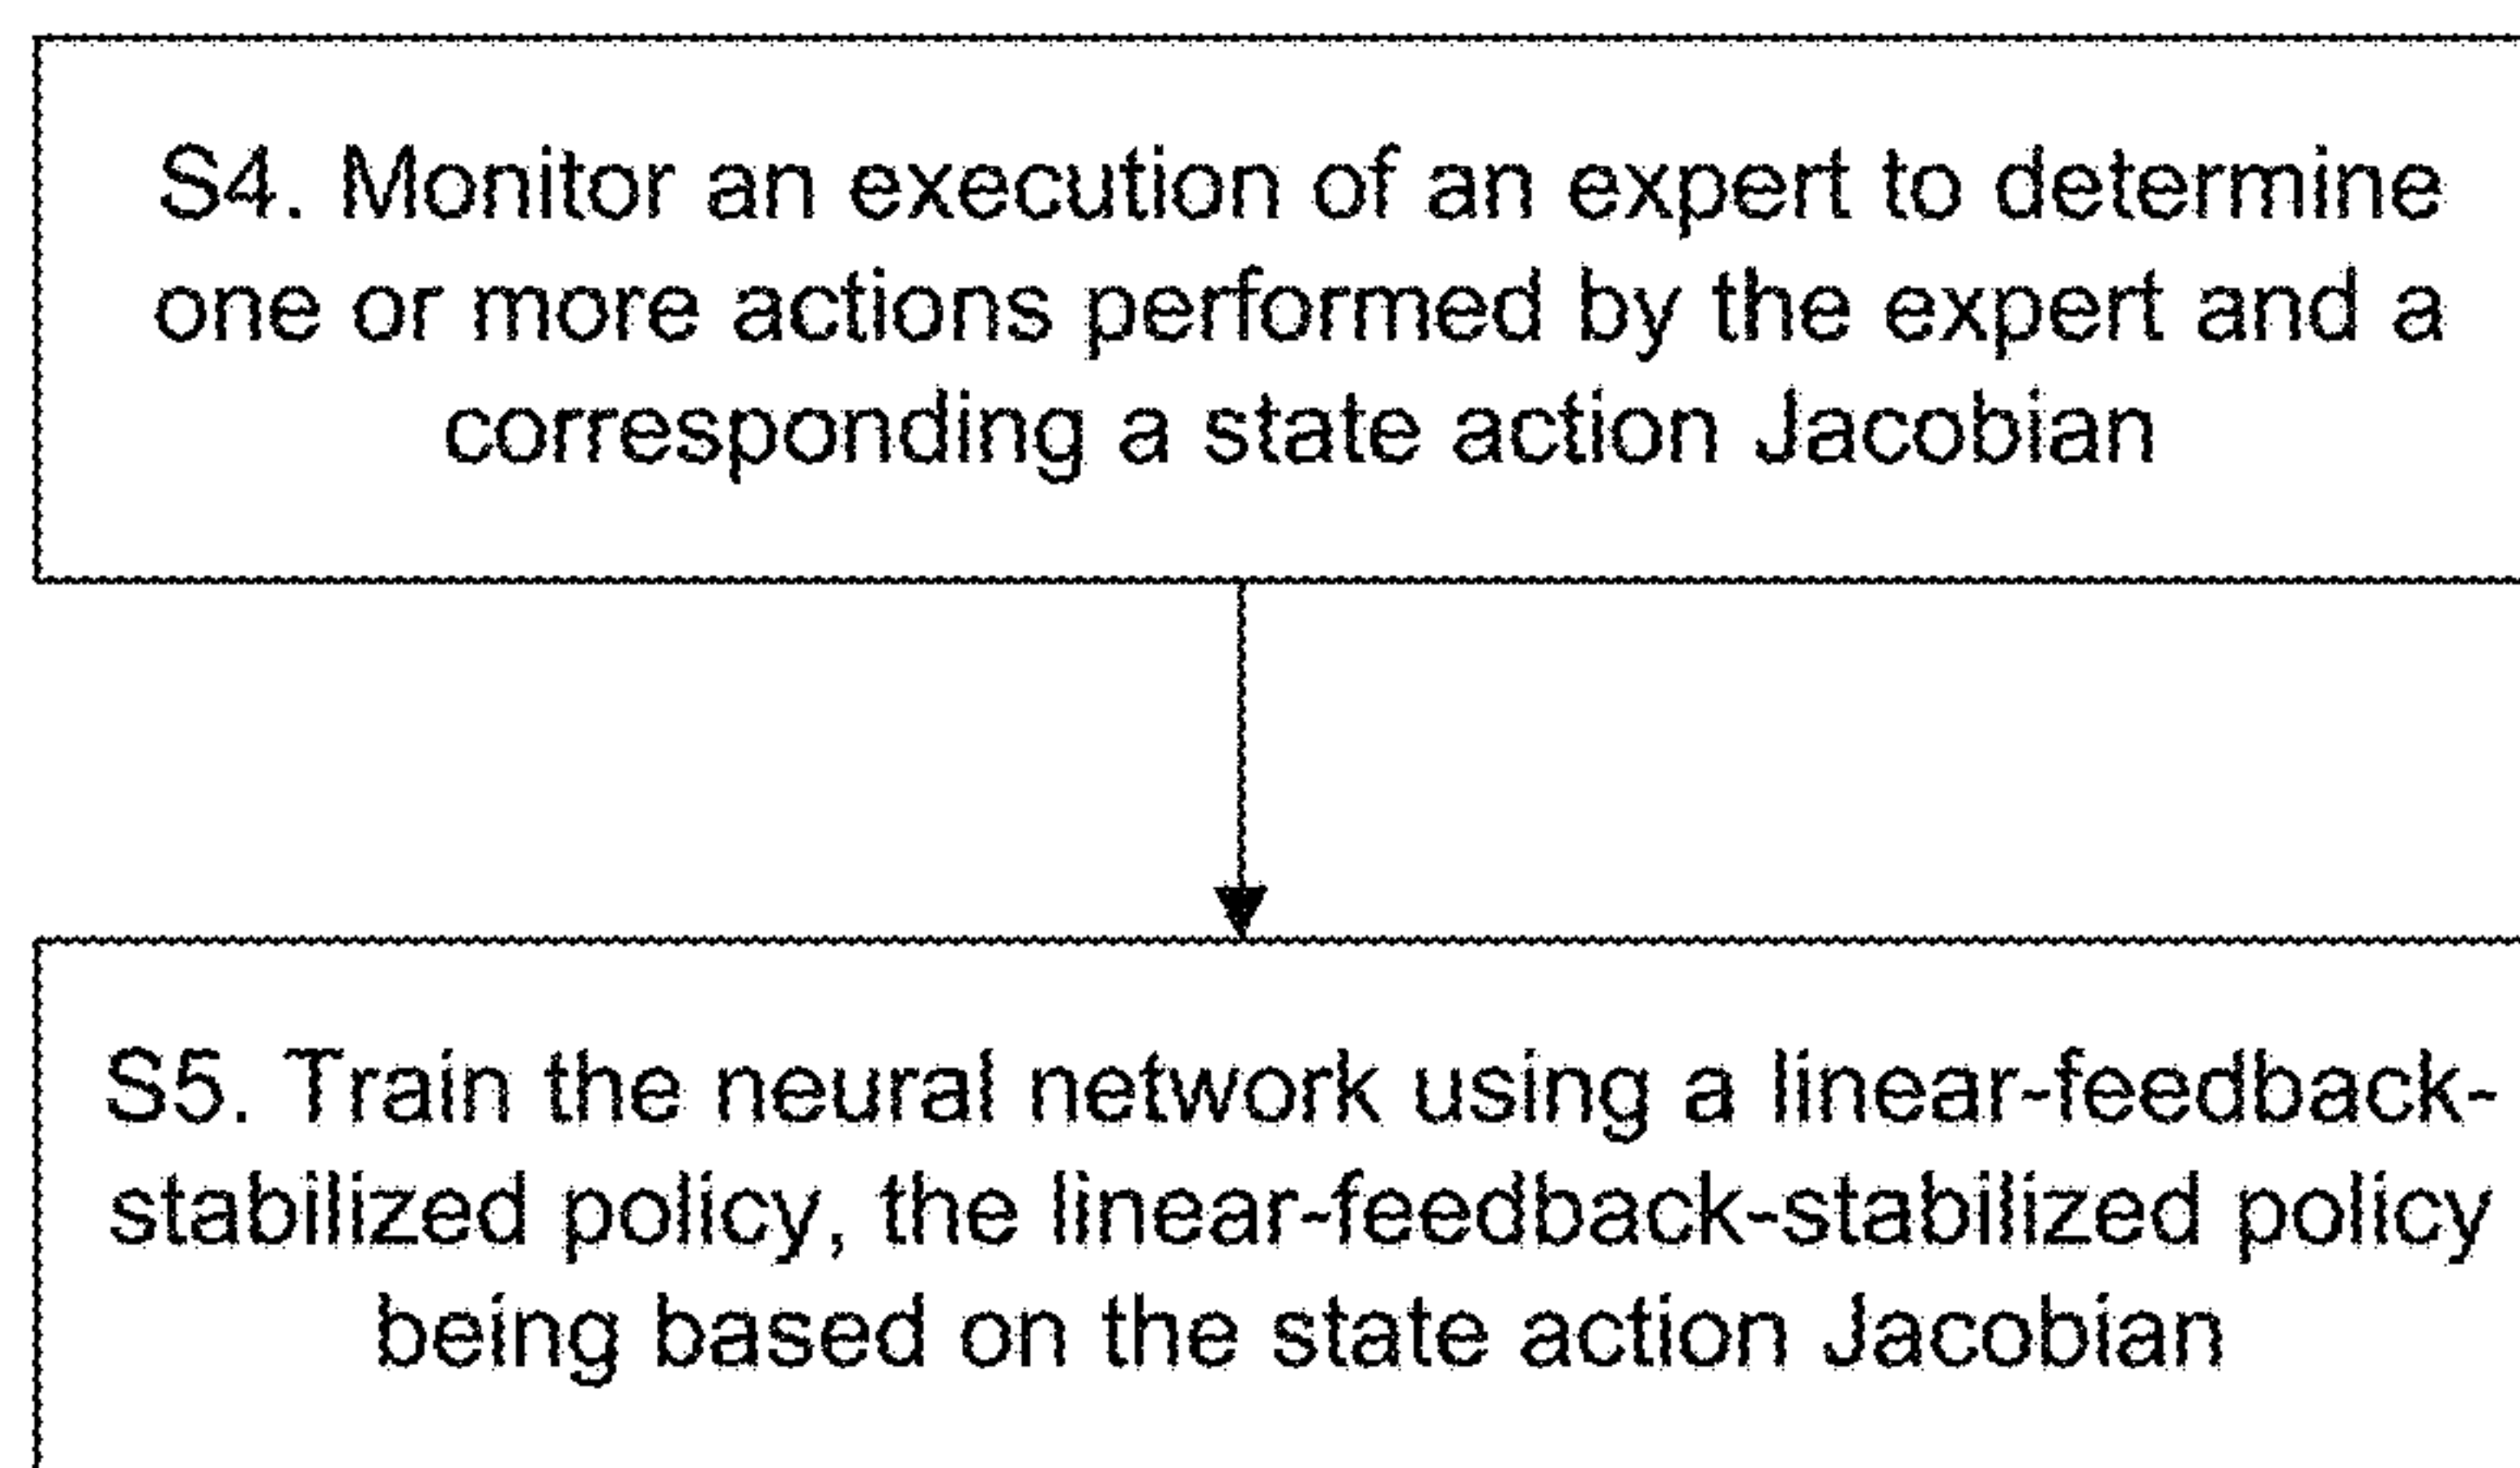 S4. Monitor an execution of an expert to determine
one or more actions performed by the expert and a
corresponding a state action Jacobian
S5. Train the neural network using a linear-feedback-
stabilized policy, the linear-feedback-stabilized policy
being based on the state action Jacobian